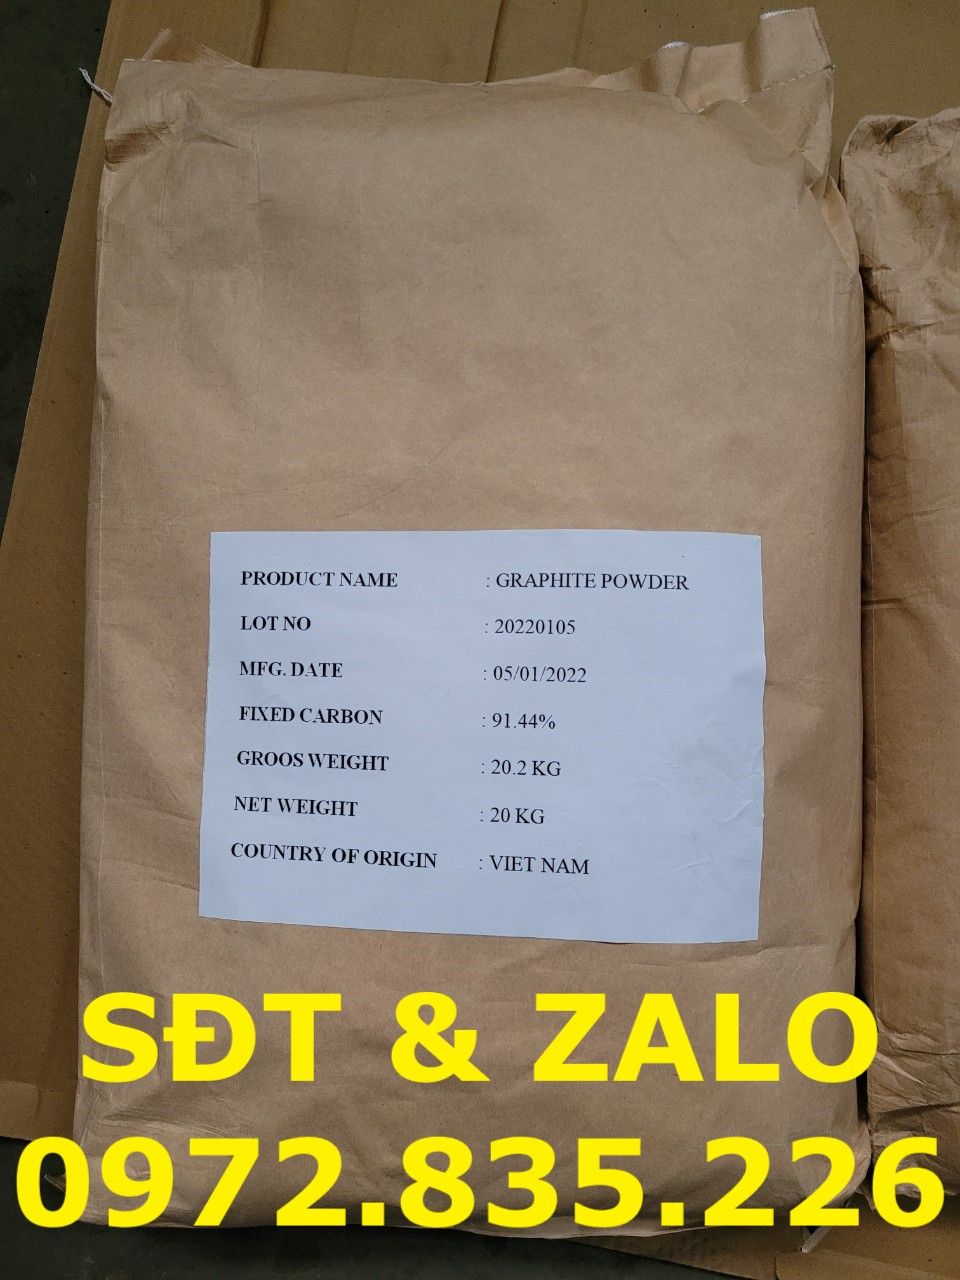 PRODUCT NAME : GRAPHITE POWDER
LOT NO : 20220105
MFG. DATE : 05/01/2022
FIXED CARBON : 91.44%
GROOS WEIGHT : 20.2 KG
NET WEIGHT : 20 KG
COUNTRY OF ORIGIN : VIET NAM
SĐT & ZALO
0972.835.226